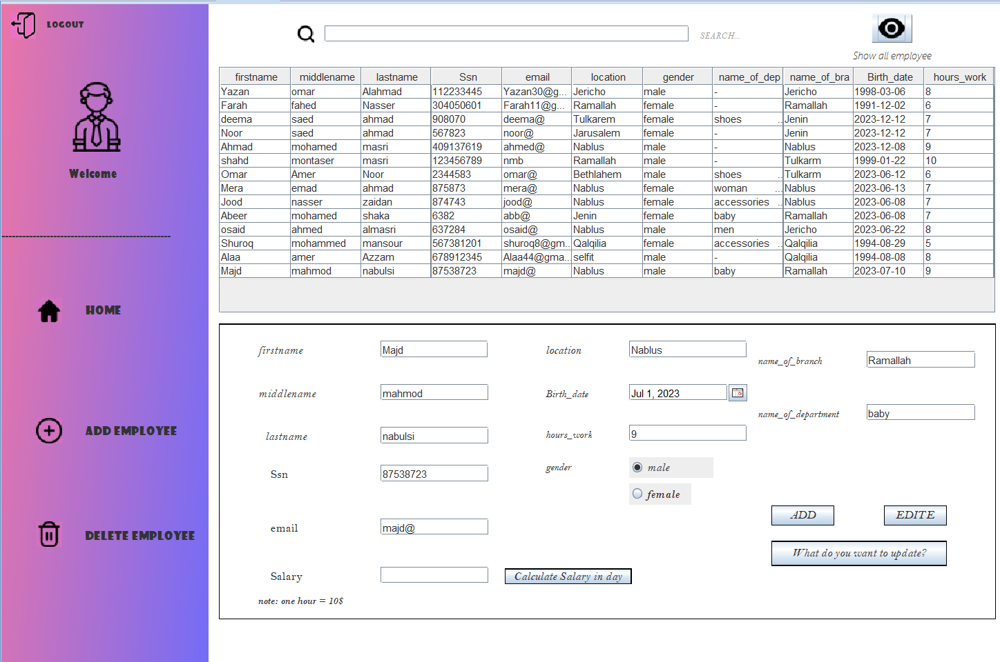 LOGOUT
Welcome
--------------------------------------------------
HOME
ADD EMPLOYEE
DELETE EMPLOYEE
SEARCH...
Show all employee
firstname middlename lastname Ssn email location gender name_of_dep name_of_bra Birth_date hours_work
Yazan omar Alahmad 112233445 Yazan30@g... Jericho male - Jericho 1998-03-06 8
Farah fahed Nasser 304050601 Farah11@g... Ramallah female - Ramallah 1991-12-02 6
deema saed ahmad 908070 deema@ Tulkarem female shoes ... Jenin 2023-12-12 7
Noor saed ahmad 567823 noor@ Jarusalem female - Jenin 2023-12-12 7
Ahmad mohamed masri 409137619 ahmed@ Nablus male - Nablus 2023-12-08 9
shahd montaser masri 123456789 nmb Ramallah male - Tulkarm 1999-01-22 10
Omar Amer Noor 2344583 omar@ Bethlahem male shoes ... Tulkarm 2023-06-12 6
Mera emad ahmad 875873 mera@ Nablus female woman ... Nablus 2023-06-13 7
Jood nasser zaidan 874743 jood@ Nablus female accessories ... Nablus 2023-06-08 7
Abeer mohamed shaka 6382 abb@ Jenin female baby Ramallah 2023-06-08 7
osaid ahmed almasri 637284 osaid@ Nablus male men Jericho 2023-06-22 8
Shuroq mohammed mansour 567381201 shuroq8@gm... Qalqilia female accessories ... Qalqilia 1994-08-29 5
Alaa amer Azzam 678912345 Alaa44@gma... selfit male - Qalqilia 1994-08-08 8
Majd mahmod nabulsi 87538723 majd@ Nablus male baby Ramallah 2023-07-10 9
firstname Majd
middlename mahmod
lastname nabulsi
Ssn 87538723
email majd@
Salary
Calculate Salary in day
note: one hour = 10$
location Nablus
Birth_date Jul 1, 2023
hours_work 9
gender male
female
name_of_branch Ramallah
name_of_department baby
ADD EDITE
What do you want to update?